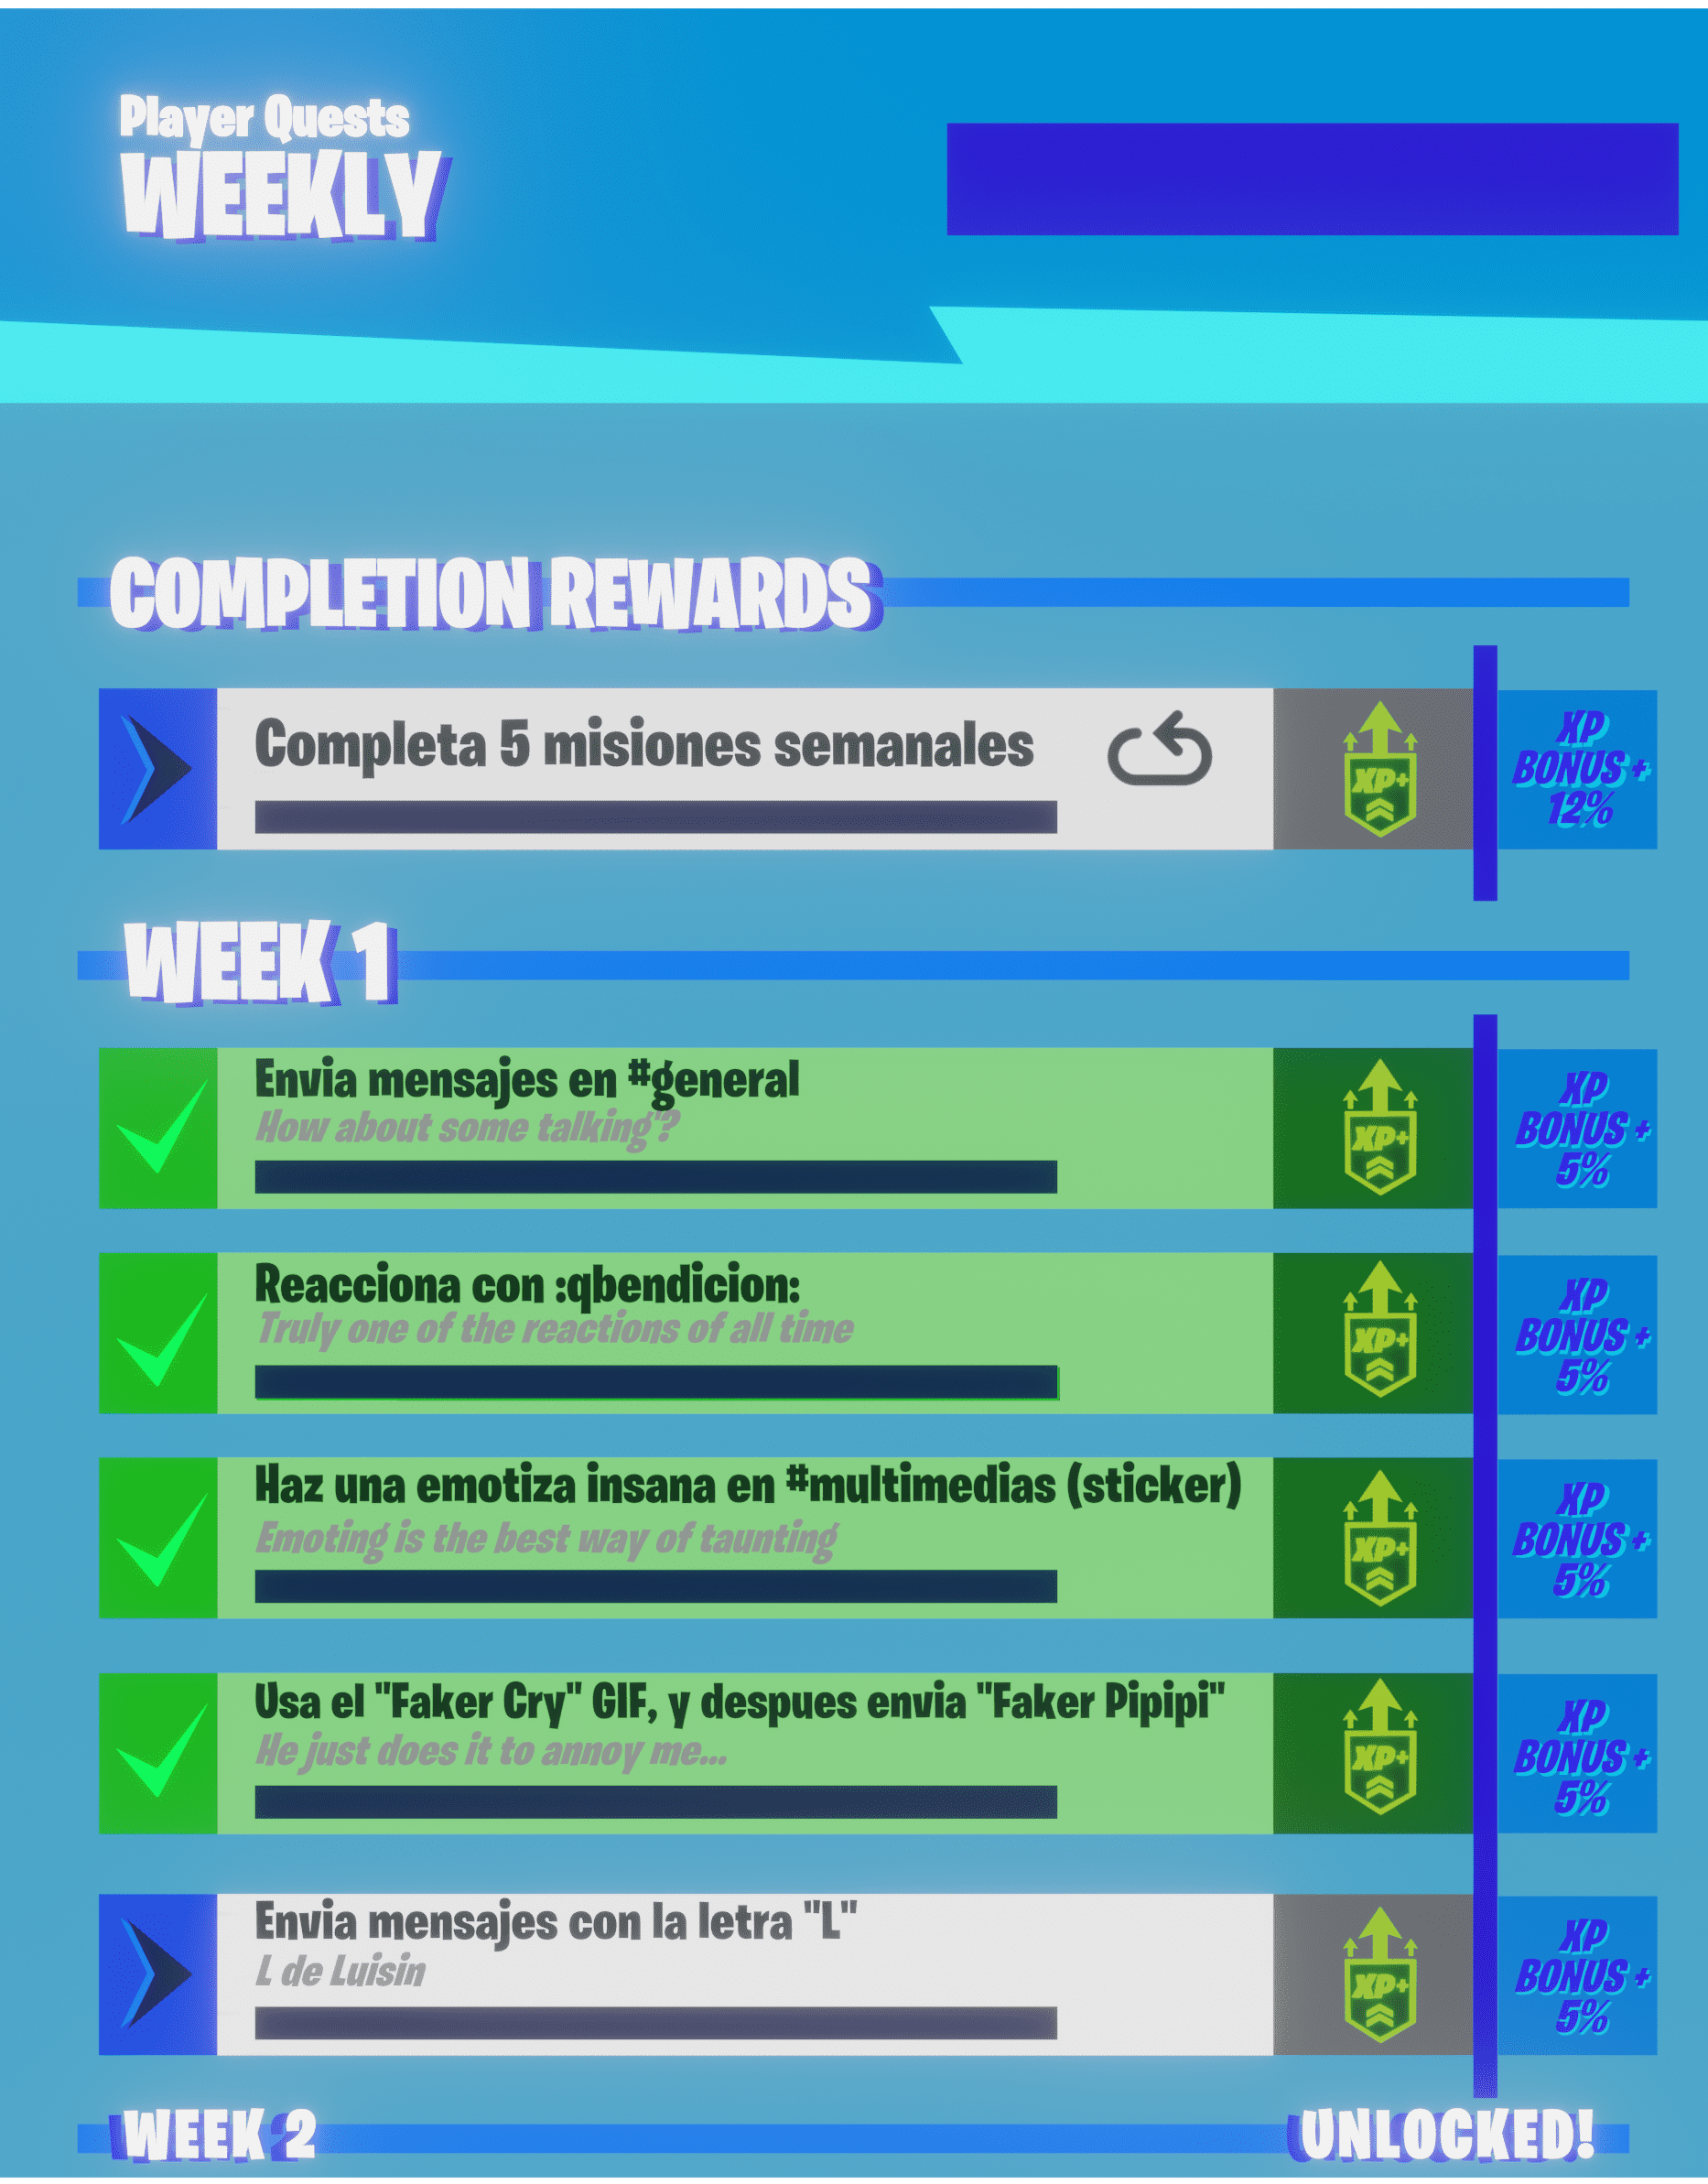 Player Quests
WEEKLY
COMPLETION REWARDS
Completa 5 misiones semanales
XP+
XP
BONUS +
12%
WEEK 1
Envia mensajes en #general
How about some talking'?
XP+
XP
BONUS +
5%
Reacciona con :qbendicion:
Truly one of the reactions of all time
XP+
XP
BONUS +
5%
Haz una emotiza insana en #multimedias (sticker)
Emoting is the best way of taunting
XP+
XP
BONUS +
5%
Usa el "Faker Cry" GIF, y despues envia "Faker Pipipi"
He just does it to annoy me...
XP+
XP
BONUS +
5%
Envia mensajes con la letra "L"
L de Luisin
XP+
XP
BONUS +
5%
WEEK 2
UNLOCKED!